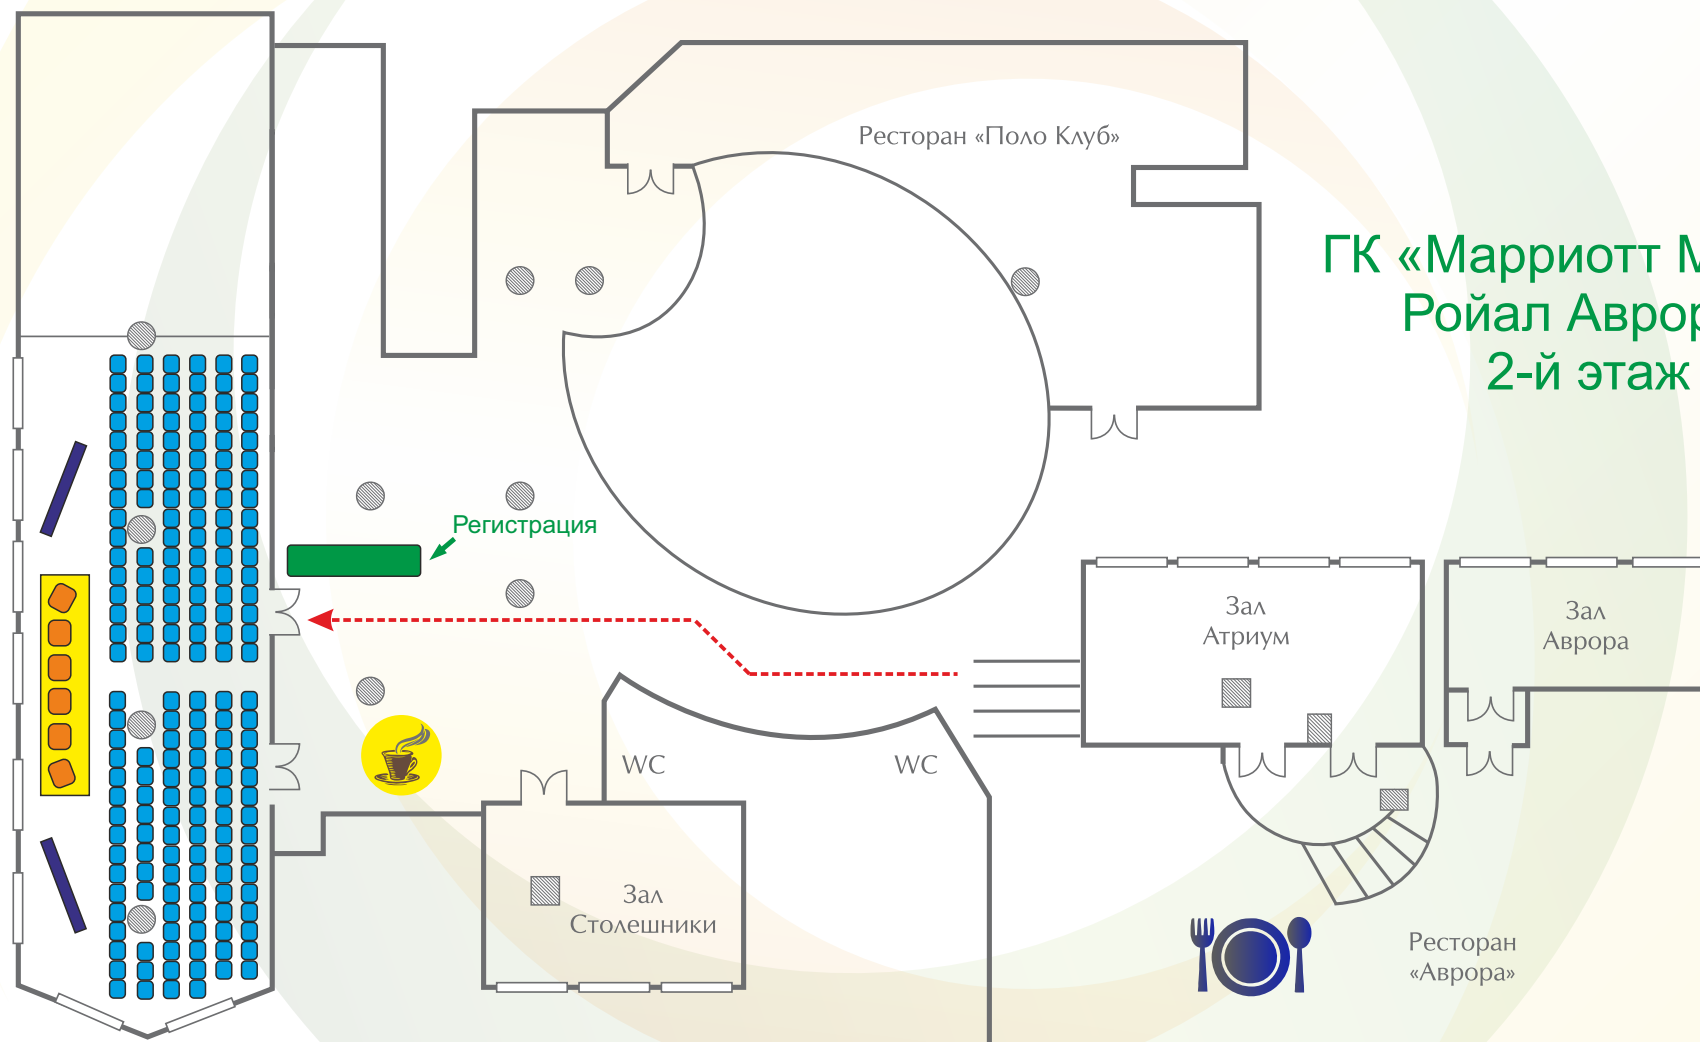 Ресторан «Поло Клуб»
ГК «Марриотт
Ройал
2-й этаж
Регистрация
Зал
Атриум
Зал
Аврора
WC
WC
Зал
Столешники
Ресторан
«Аврора»